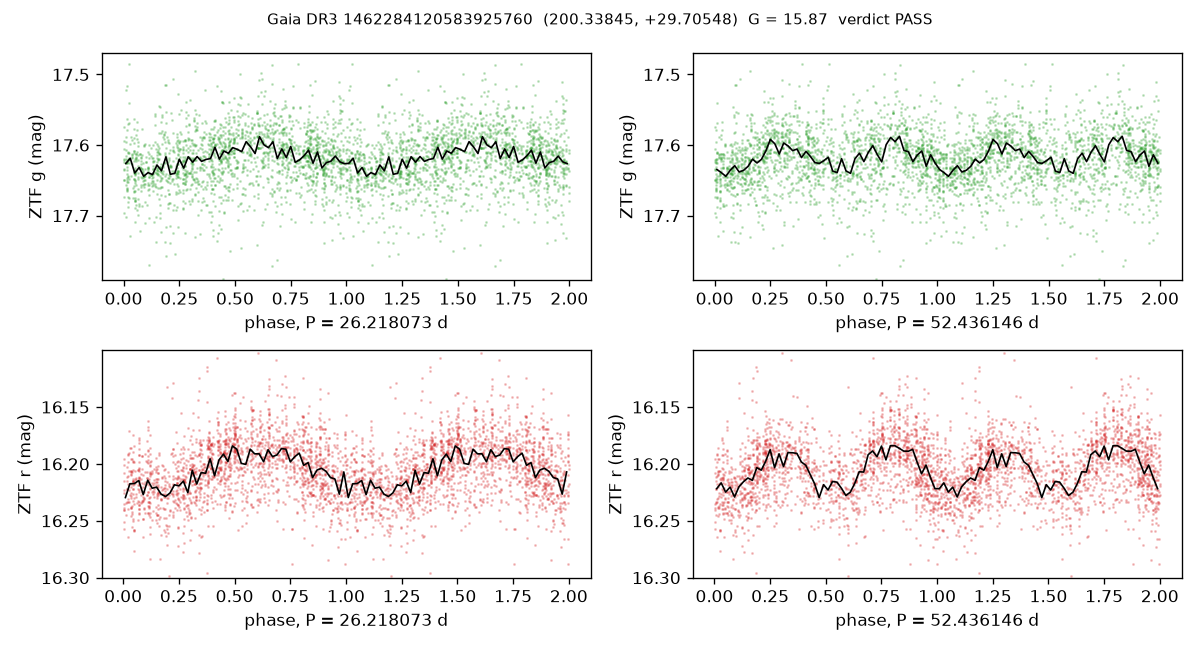 Gaia DR3 1462284120583925760 (200.33845, +29.70548) G = 15.87 verdict PASS
ZTF g (mag)
17.5
17.6
17.7
0.00 0.25 0.50 0.75 1.00 1.25 1.50 1.75 2.00
phase, P = 26.218073 d
ZTF g (mag)
17.5
17.6
17.7
0.00 0.25 0.50 0.75 1.00 1.25 1.50 1.75 2.00
phase, P = 52.436146 d
ZTF r (mag)
16.15
16.20
16.25
16.30
0.00 0.25 0.50 0.75 1.00 1.25 1.50 1.75 2.00
phase, P = 26.218073 d
ZTF r (mag)
16.15
16.20
16.25
16.30
0.00 0.25 0.50 0.75 1.00 1.25 1.50 1.75 2.00
phase, P = 52.436146 d